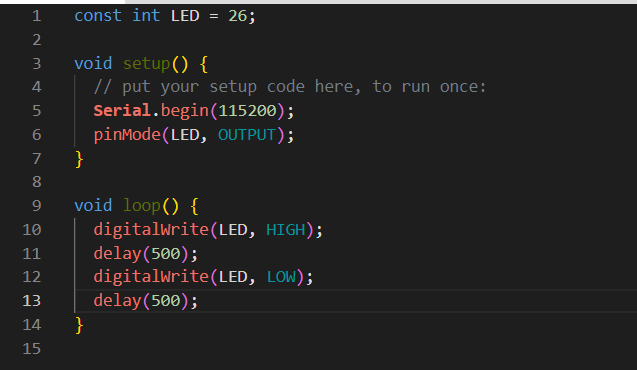 1 const int LED = 26;
2
3 void setup() {
4 // put your setup code here, to run once:
5 Serial.begin(115200);
6 pinMode(LED, OUTPUT);
7 }
8
9 void loop() {
10 digitalWrite(LED, HIGH);
11 delay(500);
12 digitalWrite(LED, LOW);
13 delay(500);
14 }
15